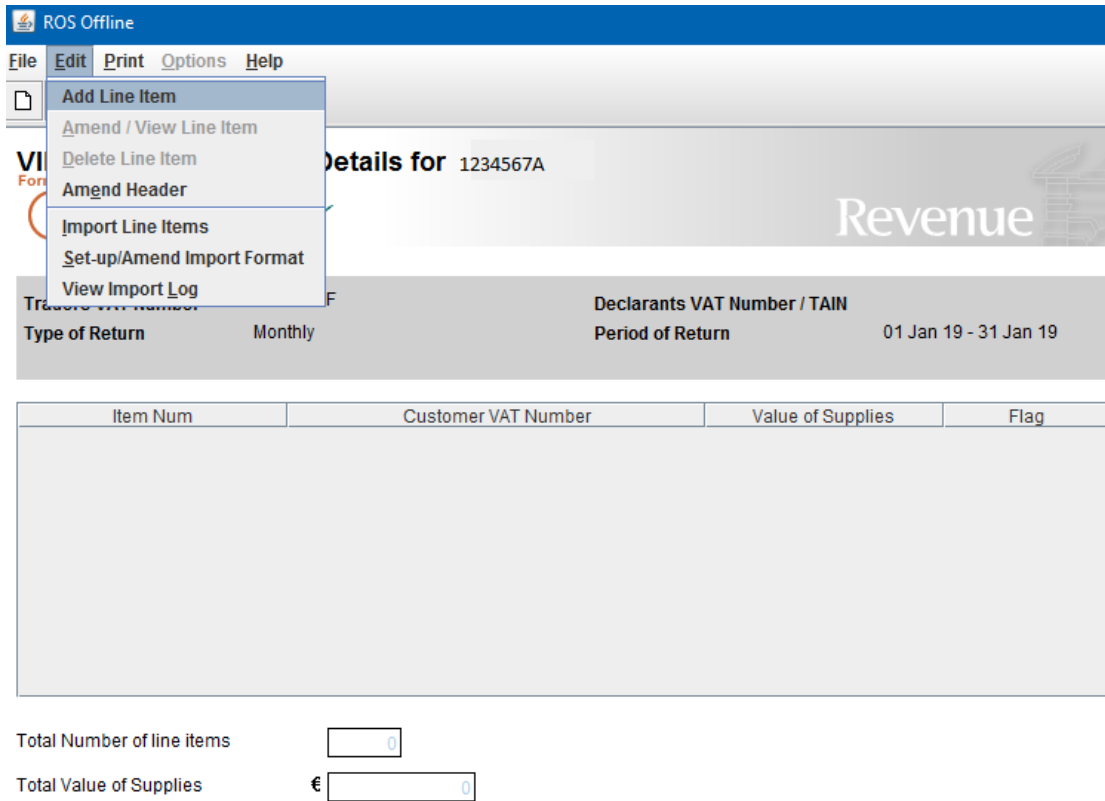 ROS Offline
File Edit Print Options Help
Add Line Item
Amend / View Line Item
Delete Line Item
Amend Header
Import Line Items
Set-up/Amend Import Format
View Import Log
VI Details for 1234567A
For
Revenue
F Declarants VAT Number / TAIN
Type of Return Monthly Period of Return 01 Jan 19 - 31 Jan 19
Item Num Customer VAT Number Value of Supplies Flag
Total Number of line items 0
Total Value of Supplies € 0